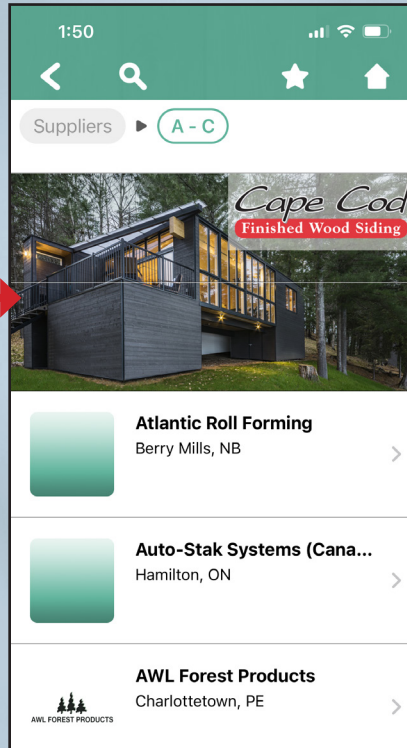 1:50
Suppliers ▶ A - C
Cape Cod
Finished Wood Siding
Atlantic Roll Forming
Berry Mills, NB
Auto-Stak Systems (Cana...
Hamilton, ON
AWL Forest Products
Charlottetown, PE
AWL FOREST PRODUCTS